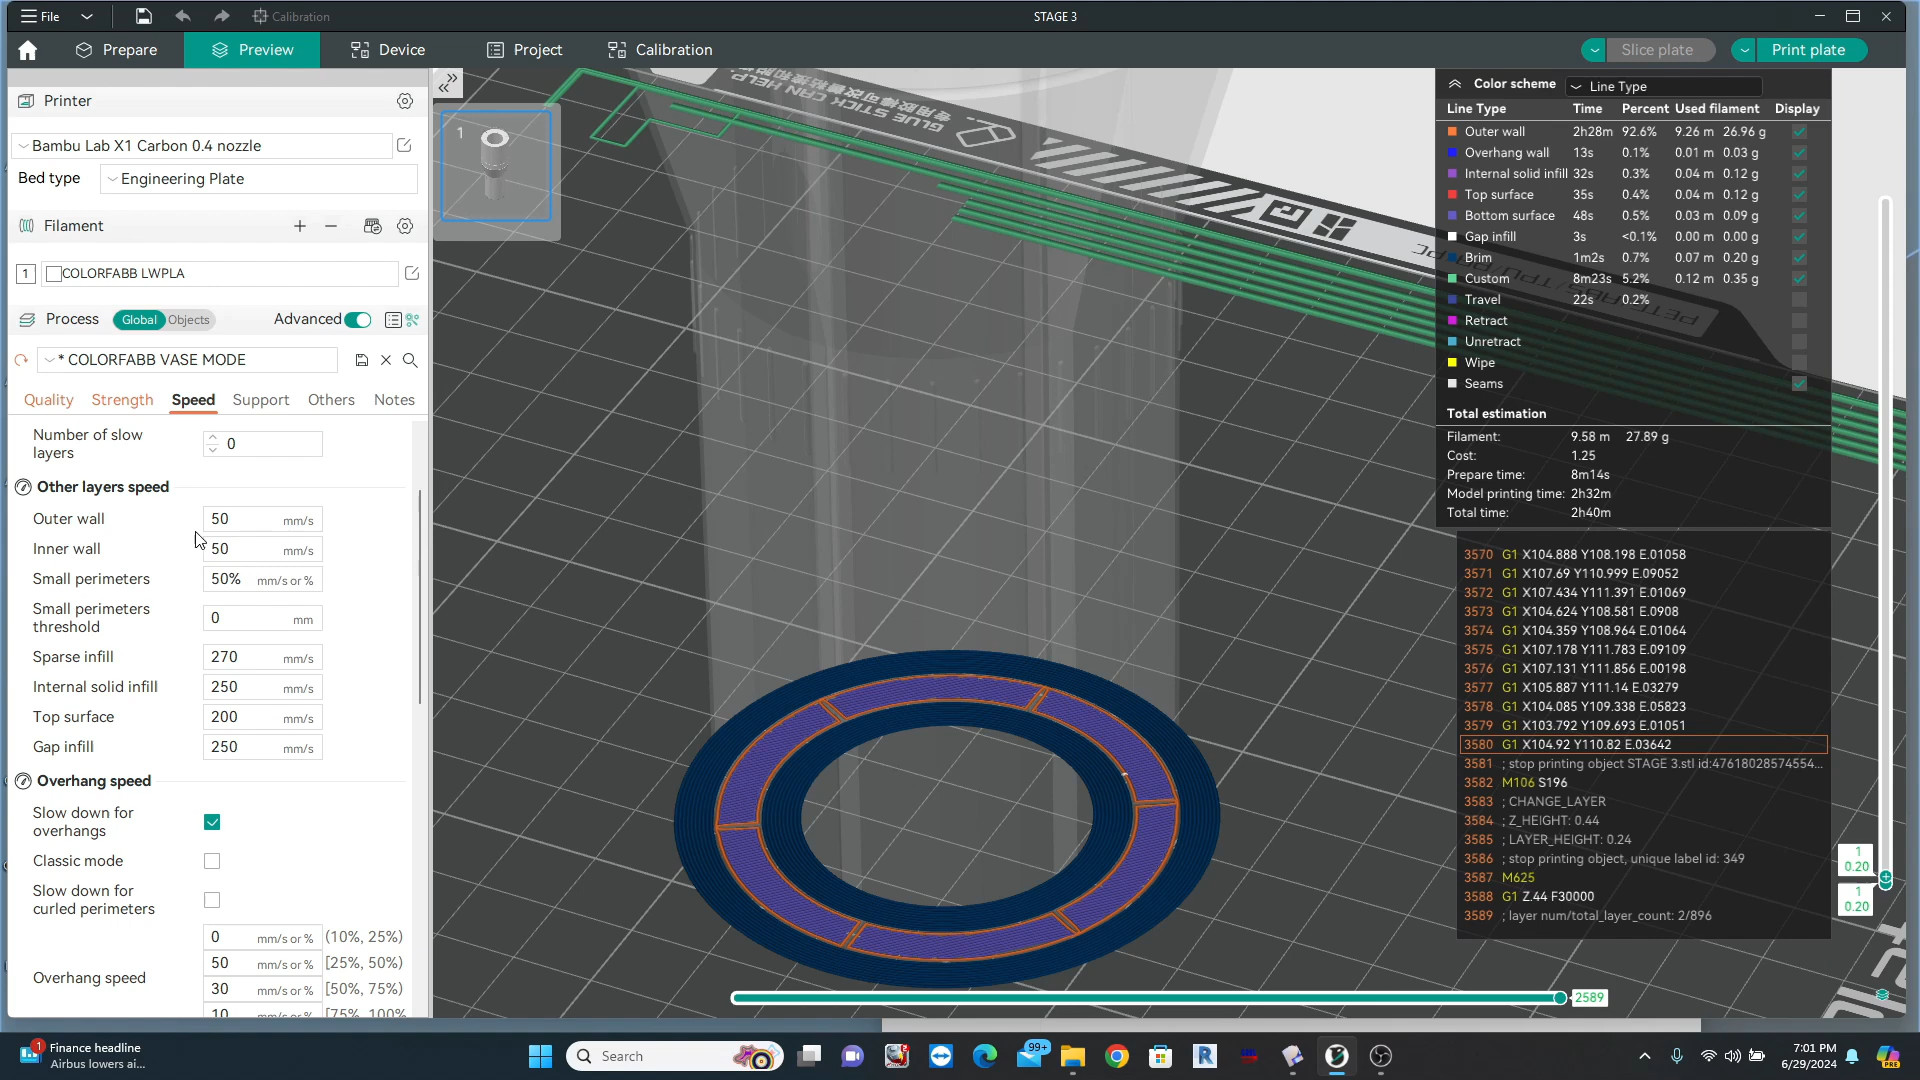 File
Calibration
STAGE 3
Prepare
Preview
Device
Project
Calibration
Slice plate
Print plate
Printer
Bambu Lab X1 Carbon 0.4 nozzle
Bed type
Engineering Plate
Filament
1
COLORFABB LWPLA
Process
Global
Objects
Advanced
* COLORFABB VASE MODE
Quality
Strength
Speed
Support
Others
Notes
Number of slow
layers
0
Other layers speed
Outer wall 50 mm/s
Inner wall 50 mm/s
Small perimeters 50% mm/s or %
Small perimeters
threshold
0 mm
Sparse infill 270 mm/s
Internal solid infill 250 mm/s
Top surface 200 mm/s
Gap infill 250 mm/s
Overhang speed
Slow down for
overhangs
Classic mode
Slow down for
curled perimeters
0 mm/s or % (10%, 25%)
50 mm/s or % [25%, 50%)
Overhang speed
30 mm/s or % [50%, 75%)
10 mm/s or % [75%, 100%
1
GLUE STICK CAN HELP
Color scheme
Line Type
Line Type Time Percent Used filament Display
Outer wall 2h28m 92.6% 9.26 m 26.96 g
Overhang wall 13s 0.1% 0.01 m 0.03 g
Internal solid infill 32s 0.3% 0.04 m 0.12 g
Top surface 35s 0.4% 0.04 m 0.12 g
Bottom surface 48s 0.5% 0.03 m 0.09 g
Gap infill 3s <0.1% 0.00 m 0.00 g
Brim 1m2s 0.7% 0.07 m 0.20 g
Custom 8m23s 5.2% 0.12 m 0.35 g
Travel 22s 0.2%
Retract
Unretract
Wipe
Seams
Total estimation
Filament: 9.58 m 27.89 g
Cost: 1.25
Prepare time: 8m14s
Model printing time: 2h32m
Total time: 2h40m
3570 G1 X104.888 Y108.198 E.01058
3571 G1 X107.69 Y110.999 E.09052
3572 G1 X107.434 Y111.391 E.01069
3573 G1 X104.624 Y108.581 E.0908
3574 G1 X104.359 Y108.964 E.01064
3575 G1 X107.178 Y111.783 E.09109
3576 G1 X107.131 Y111.856 E.00198
3577 G1 X105.887 Y111.14 E.03279
3578 G1 X104.085 Y109.338 E.05823
3579 G1 X103.792 Y109.693 E.01051
3580 G1 X104.92 Y110.82 E.03642
3581 ; stop printing object STAGE 3.stl id:47618028574554...
3582 M106 S196
3583 ; CHANGE_LAYER
3584 ; Z_HEIGHT: 0.44
3585 ; LAYER_HEIGHT: 0.24
3586 ; stop printing object, unique label id: 349
3587 M625
3588 G1 Z.44 F30000
3589 ; layer num/total_layer_count: 2/896
1
0.20
1
0.20
2589
1
Finance headline
Airbus lowers ai...
Search
99+
7:01 PM
6/29/2024
PRE